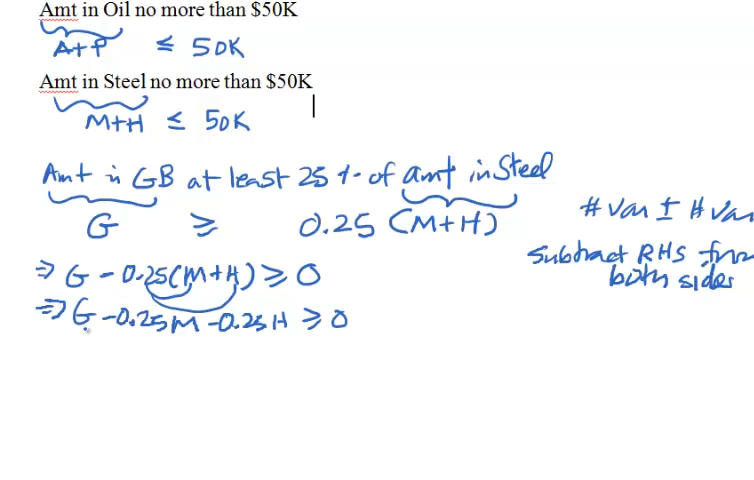 Amt in Oil no more than $50K
A+P ≤ 50K
Amt in Steel no more than $50K
M+H ≤ 50K
Amt in GB at least 25 % of amt in Steel
G ≥ 0.25 (M+H)
# Var ± # Var
Subtract RHS from
both sides
⇒ G - 0.25(M+H) ≥ 0
⇒ G - 0.25M - 0.25H ≥ 0